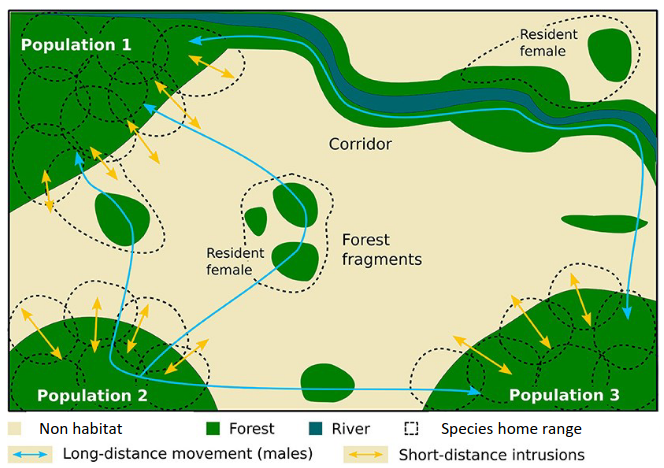 Population 1
Resident
female
Corridor
Resident
female
Forest
fragments
Population 2
Population 3
Non habitat
Forest
River
Species home range
Long-distance movement (males)
Short-distance intrusions